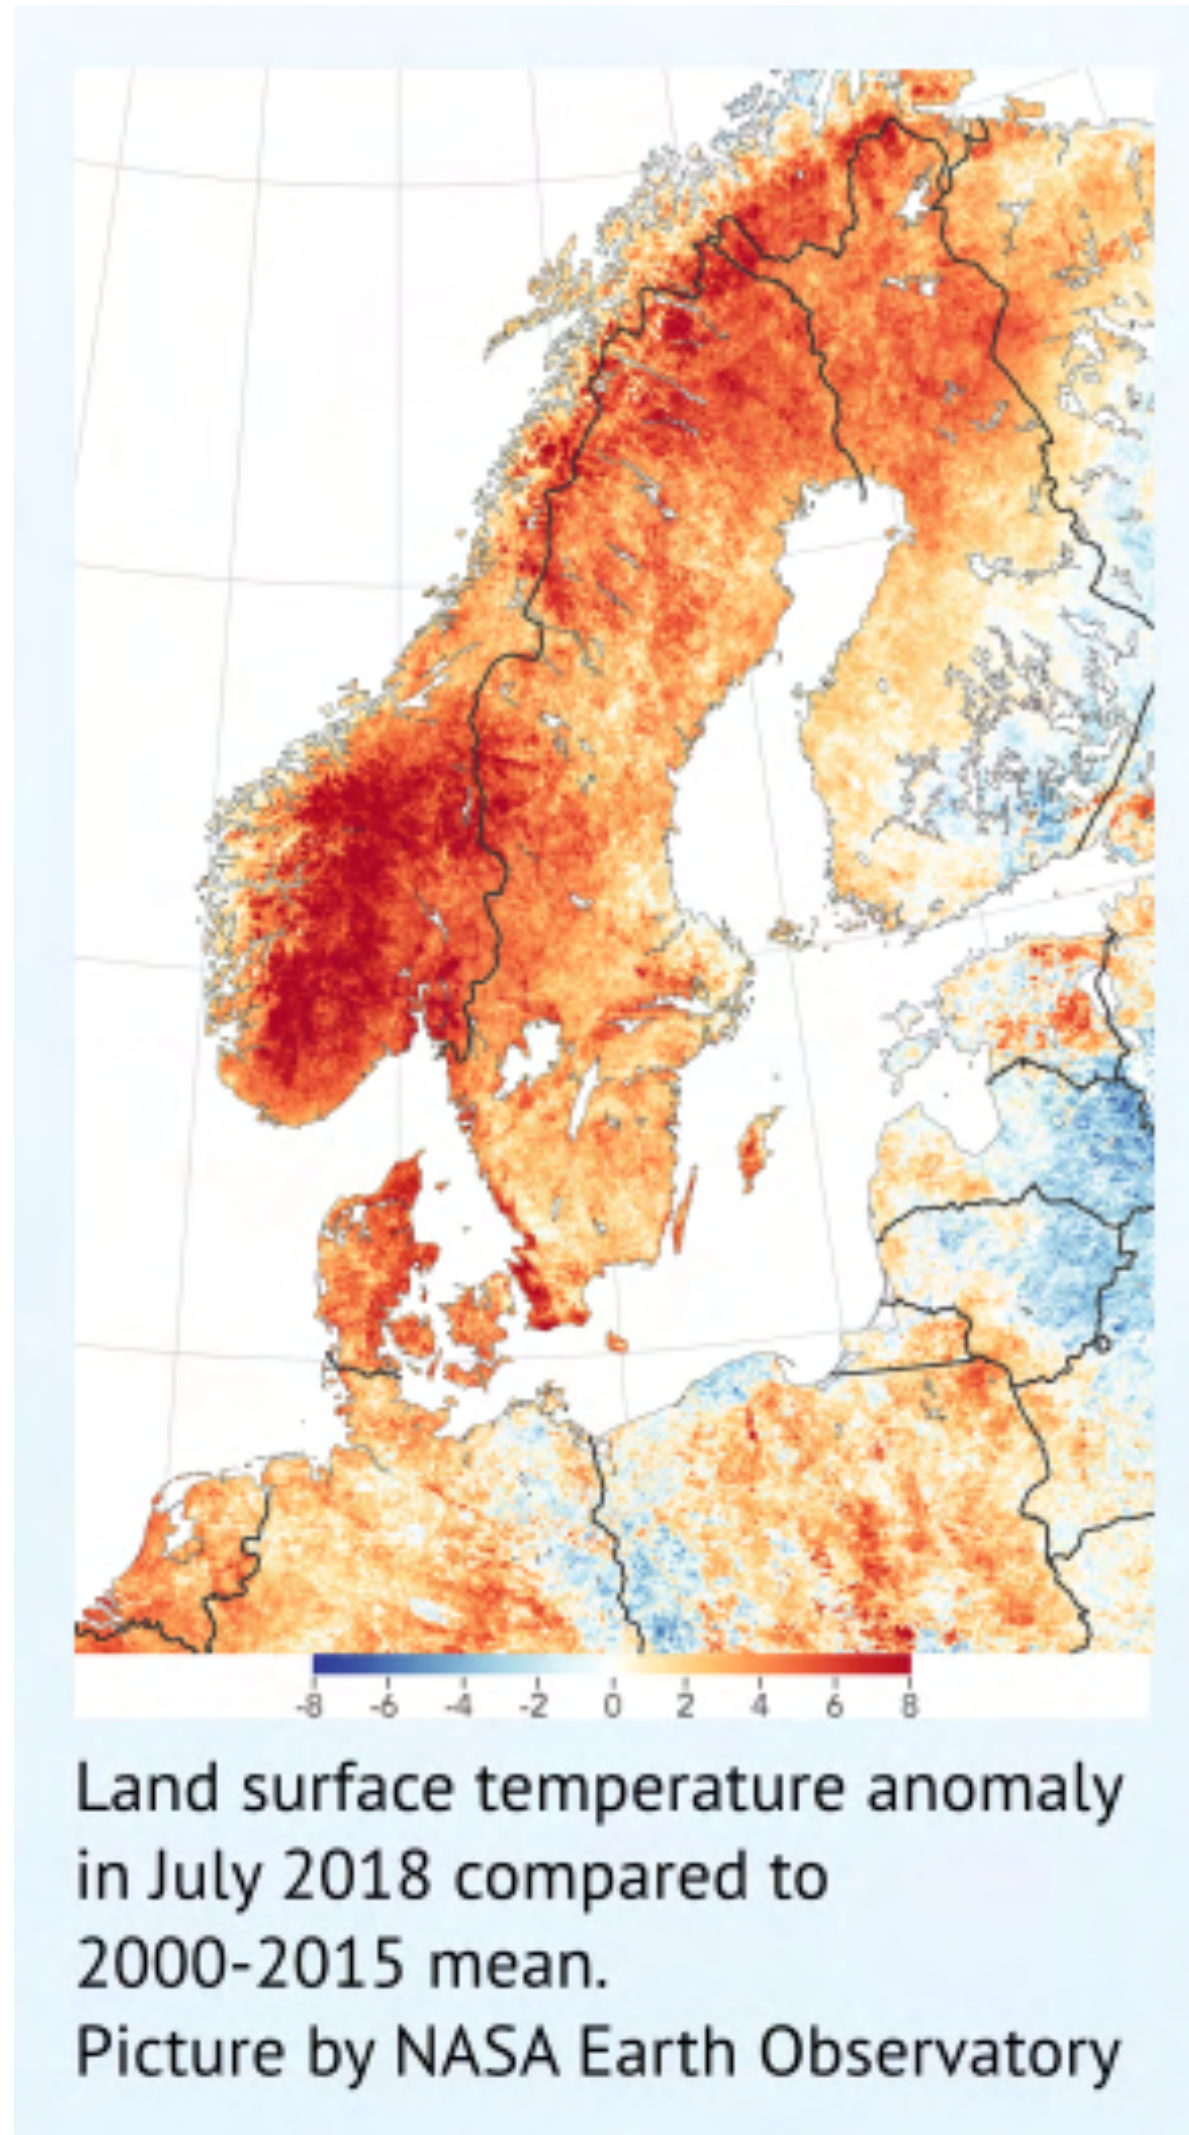 -8 -6 -4 -2 0 2 4 6 8
Land surface temperature anomaly
in July 2018 compared to
2000-2015 mean.
Picture by NASA Earth Observatory